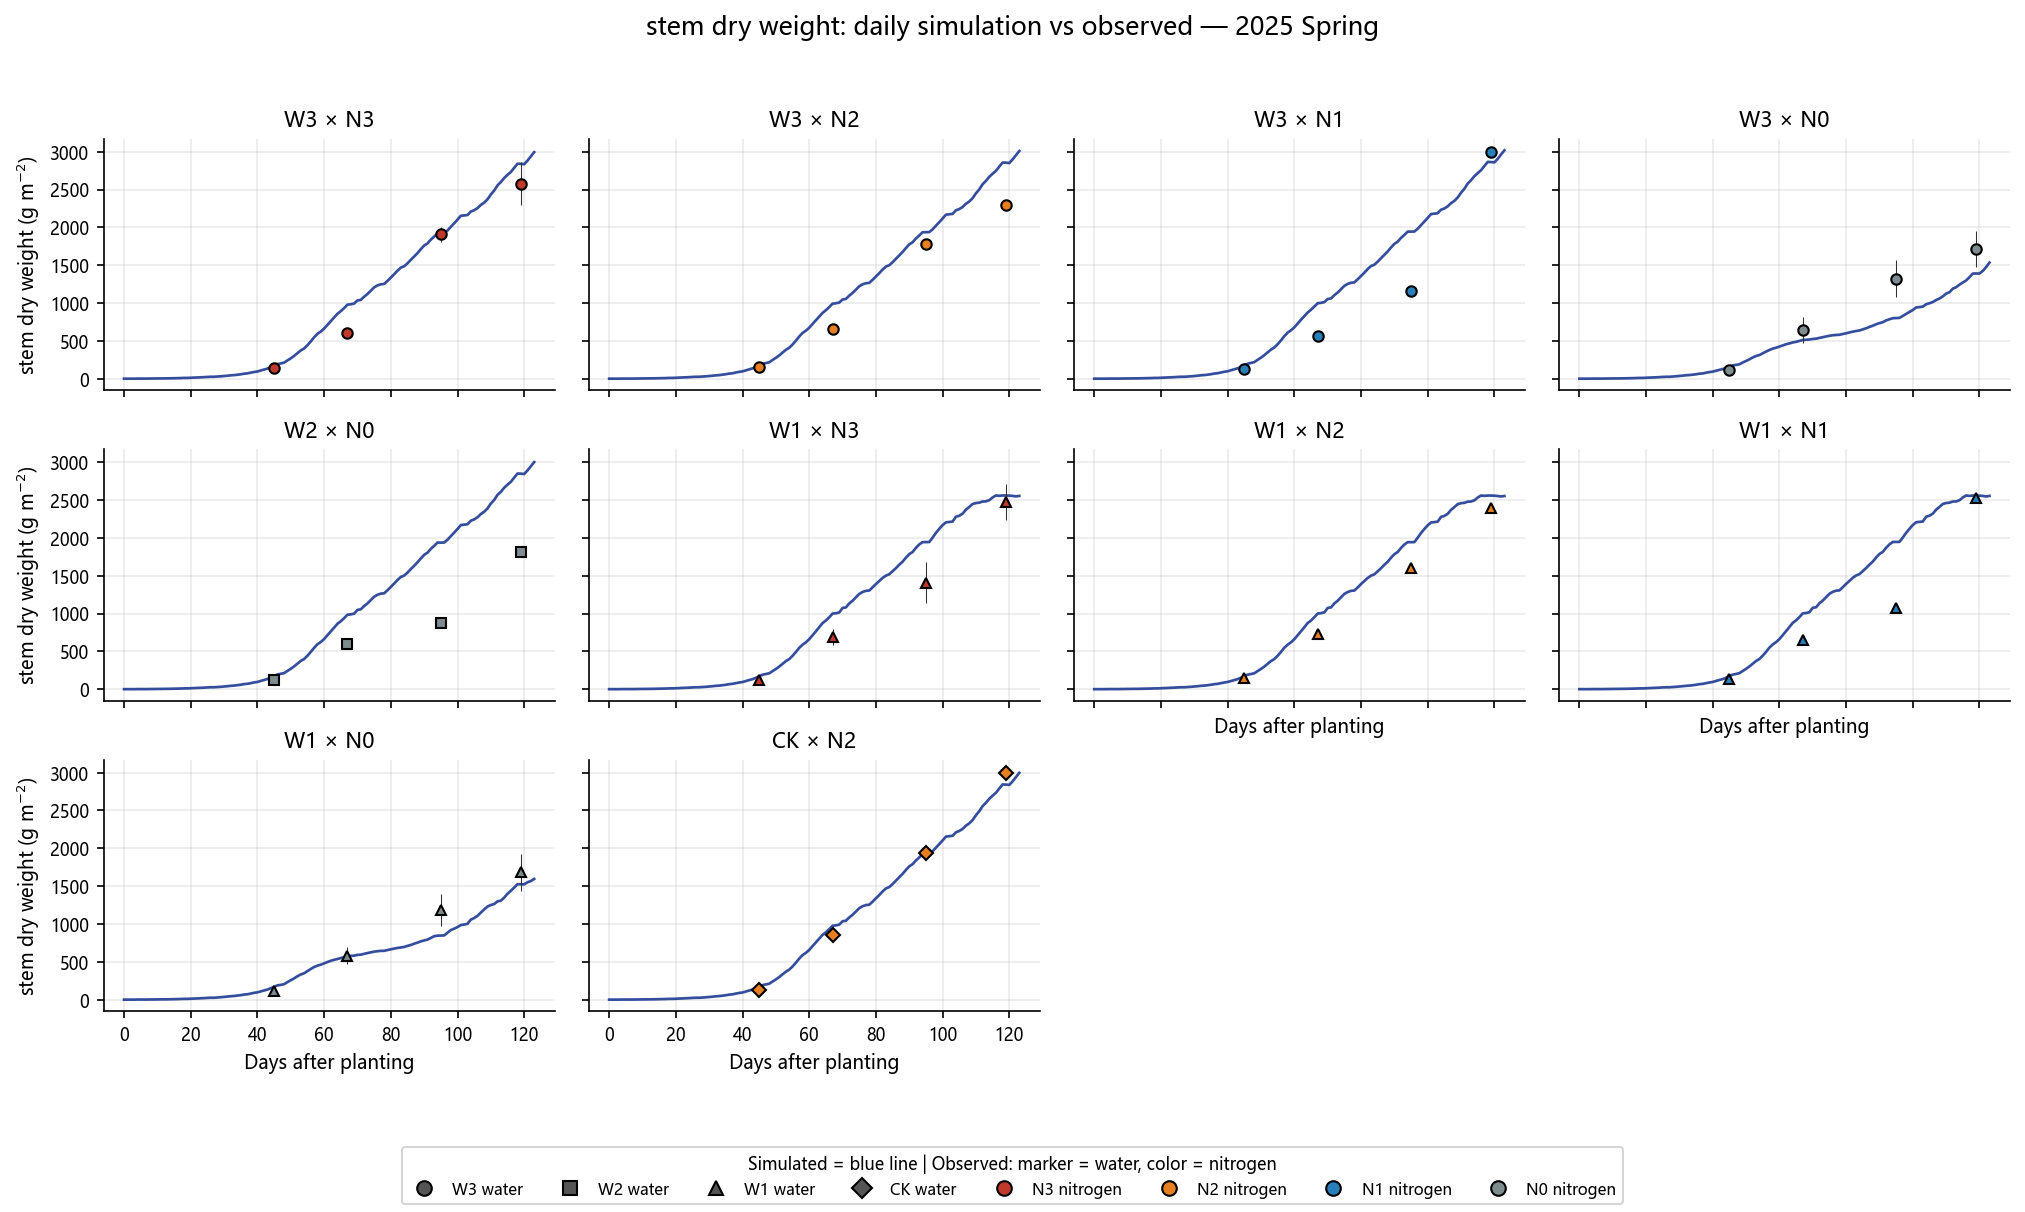 stem dry weight: daily simulation vs observed — 2025 Spring
W3 × N3
W3 × N2
W3 × N1
W3 × N0
stem dry weight (g m⁻²)
3000
2500
2000
1500
1000
500
0
W2 × N0
W1 × N3
W1 × N2
W1 × N1
stem dry weight (g m⁻²)
3000
2500
2000
1500
1000
500
0
Days after planting
Days after planting
W1 × N0
CK × N2
stem dry weight (g m⁻²)
3000
2500
2000
1500
1000
500
0
0 20 40 60 80 100 120
0 20 40 60 80 100 120
Days after planting
Days after planting
Simulated = blue line | Observed: marker = water, color = nitrogen
W3 water W2 water W1 water CK water N3 nitrogen N2 nitrogen N1 nitrogen N0 nitrogen